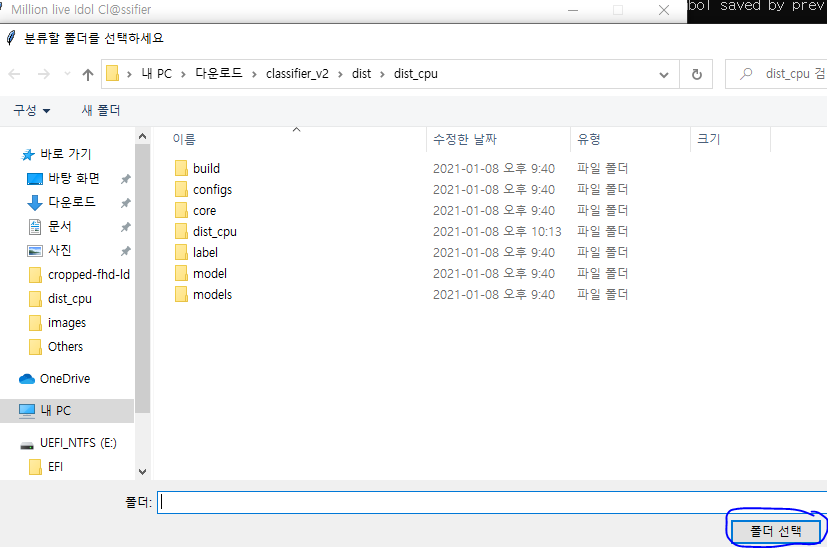 Million live Idol Cl@ssifier
bol saved by prev
분류할 폴더를 선택하세요
내 PC > 다운로드 > classifier_v2 > dist > dist_cpu
dist_cpu 검
구성 새 폴더
이름 수정한 날짜 유형 크기
바로 가기
바탕 화면
다운로드
문서
사진
cropped-fhd-ld
dist_cpu
images
Others
OneDrive
내 PC
UEFI_NTFS (E:)
EFI
build 2021-01-08 오후 9:40 파일 폴더
configs 2021-01-08 오후 9:40 파일 폴더
core 2021-01-08 오후 9:40 파일 폴더
dist_cpu 2021-01-08 오후 10:13 파일 폴더
label 2021-01-08 오후 9:40 파일 폴더
model 2021-01-08 오후 9:40 파일 폴더
models 2021-01-08 오후 9:40 파일 폴더
폴더:
폴더 선택